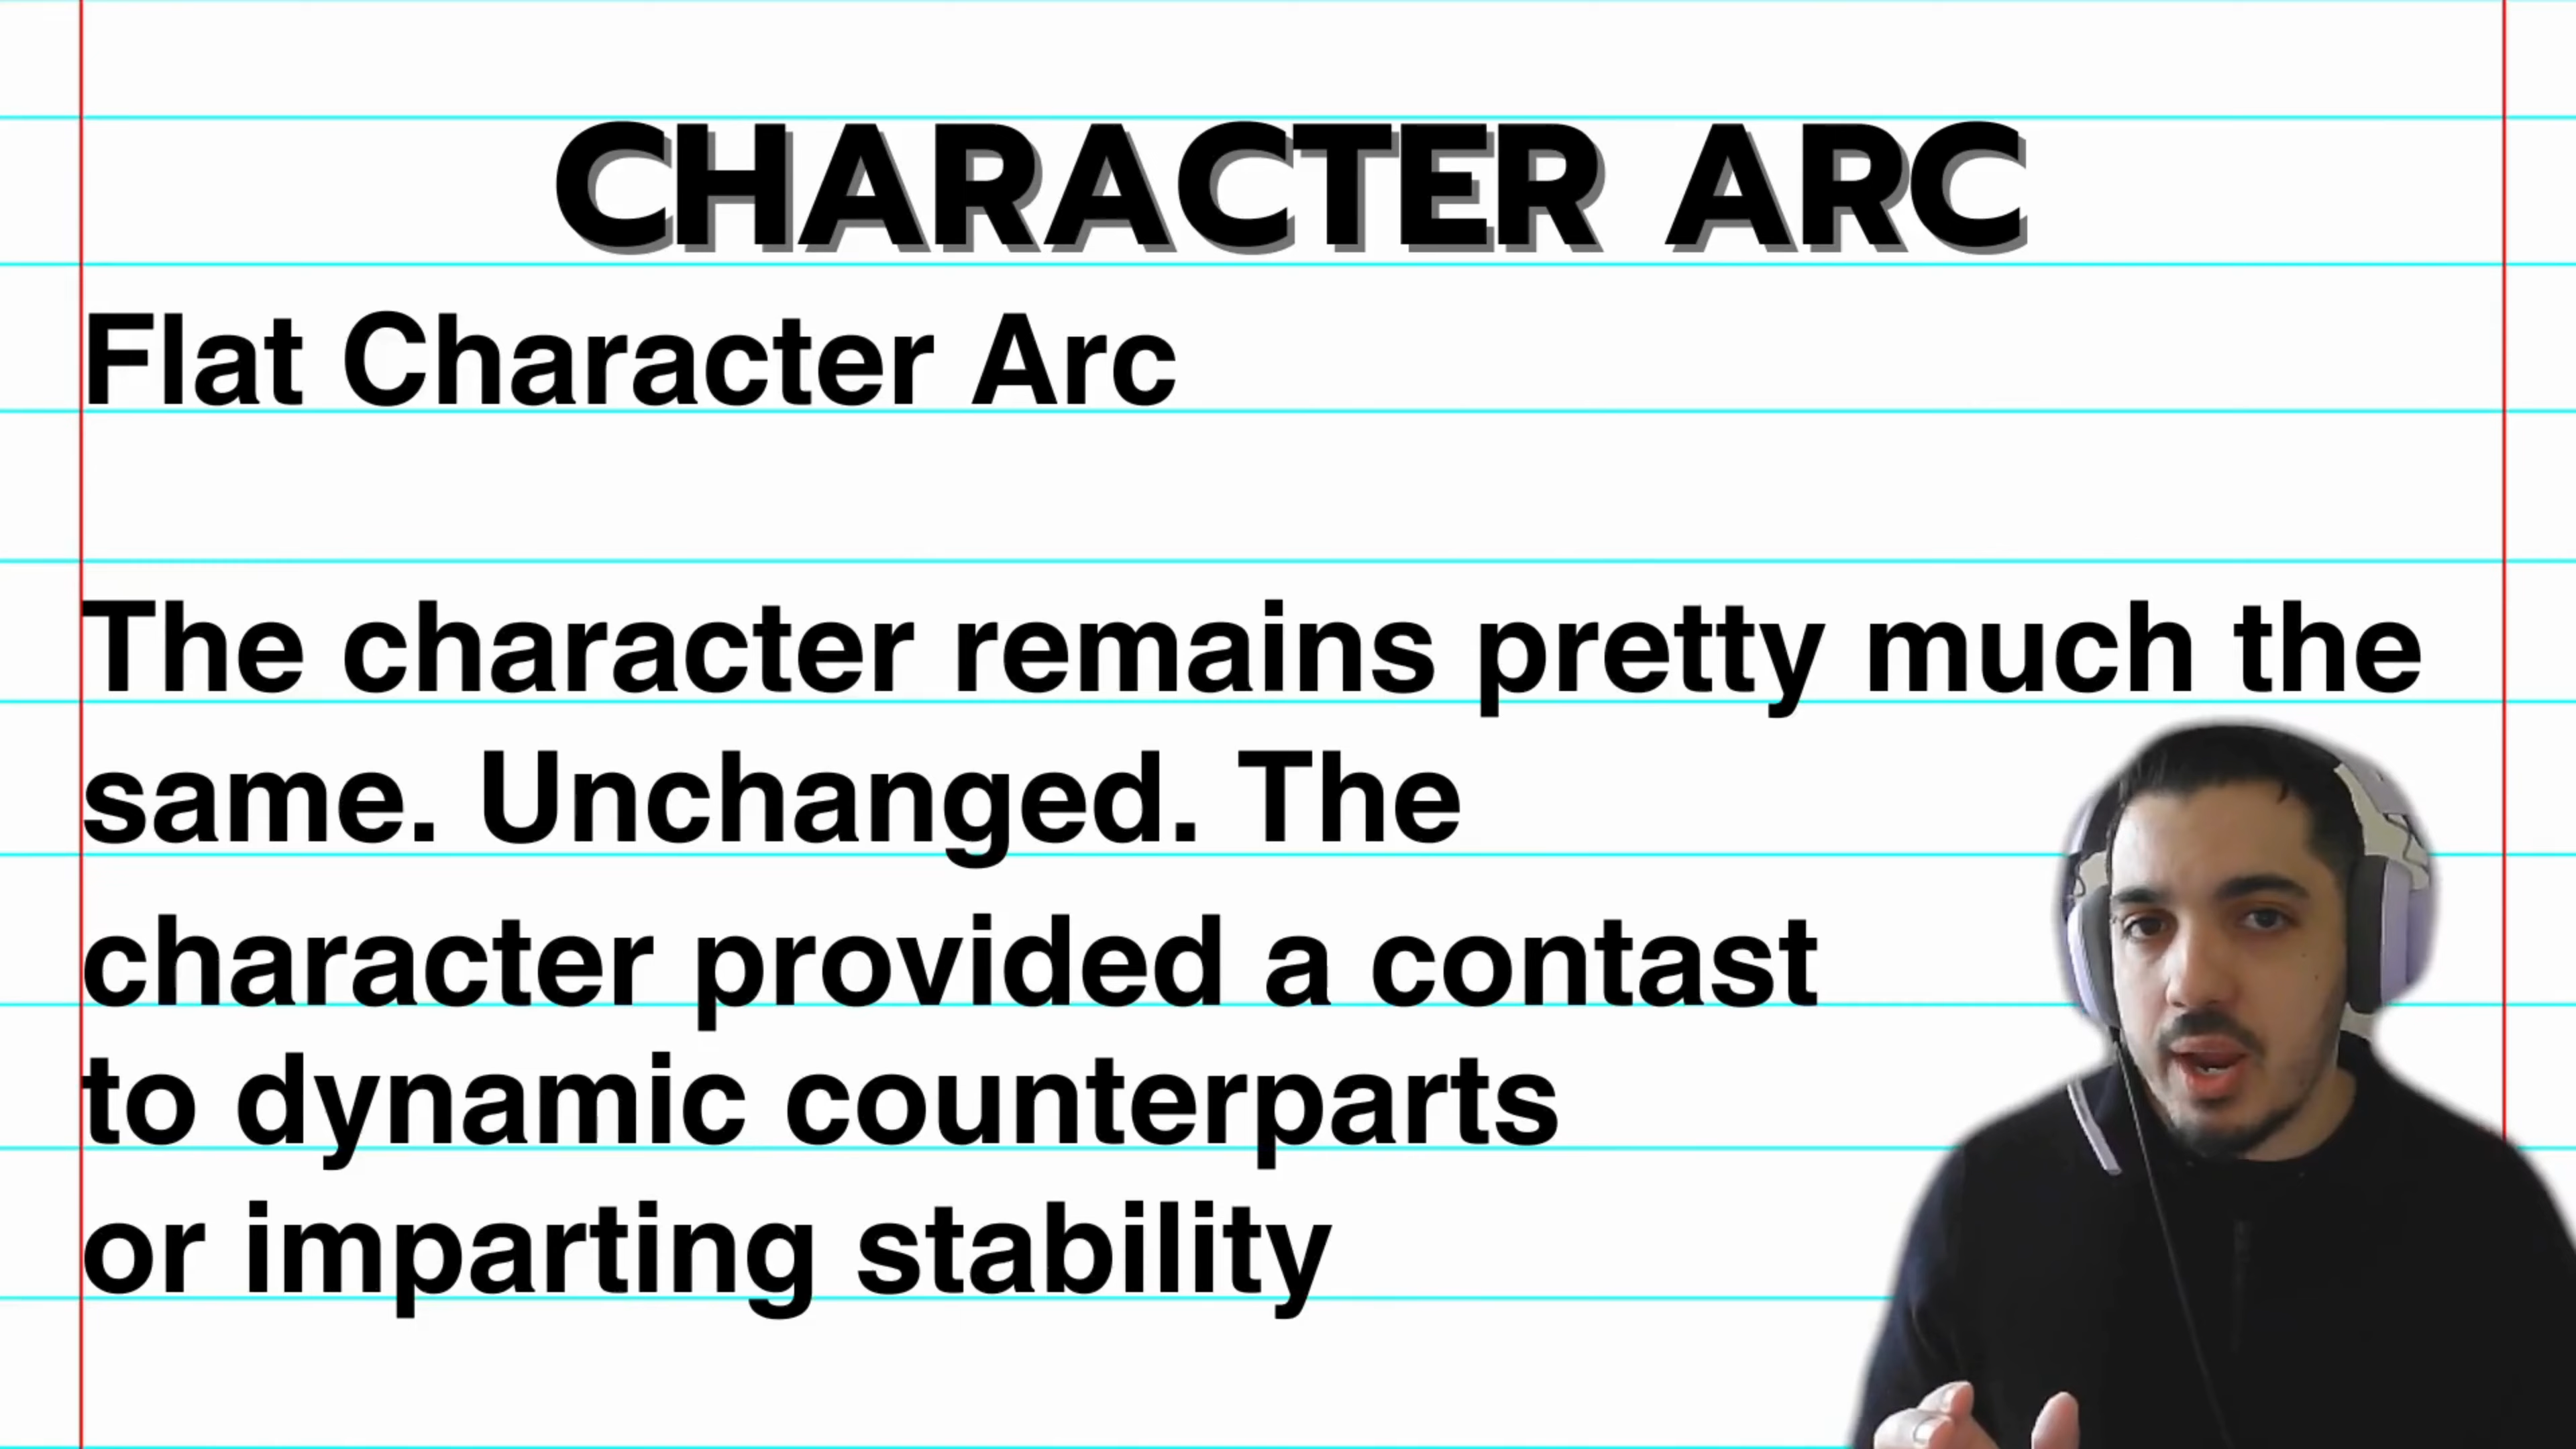 CHARACTER ARC
Flat Character Arc
The character remains pretty much the
same. Unchanged. The
character provided a contast
to dynamic counterparts
or imparting stability